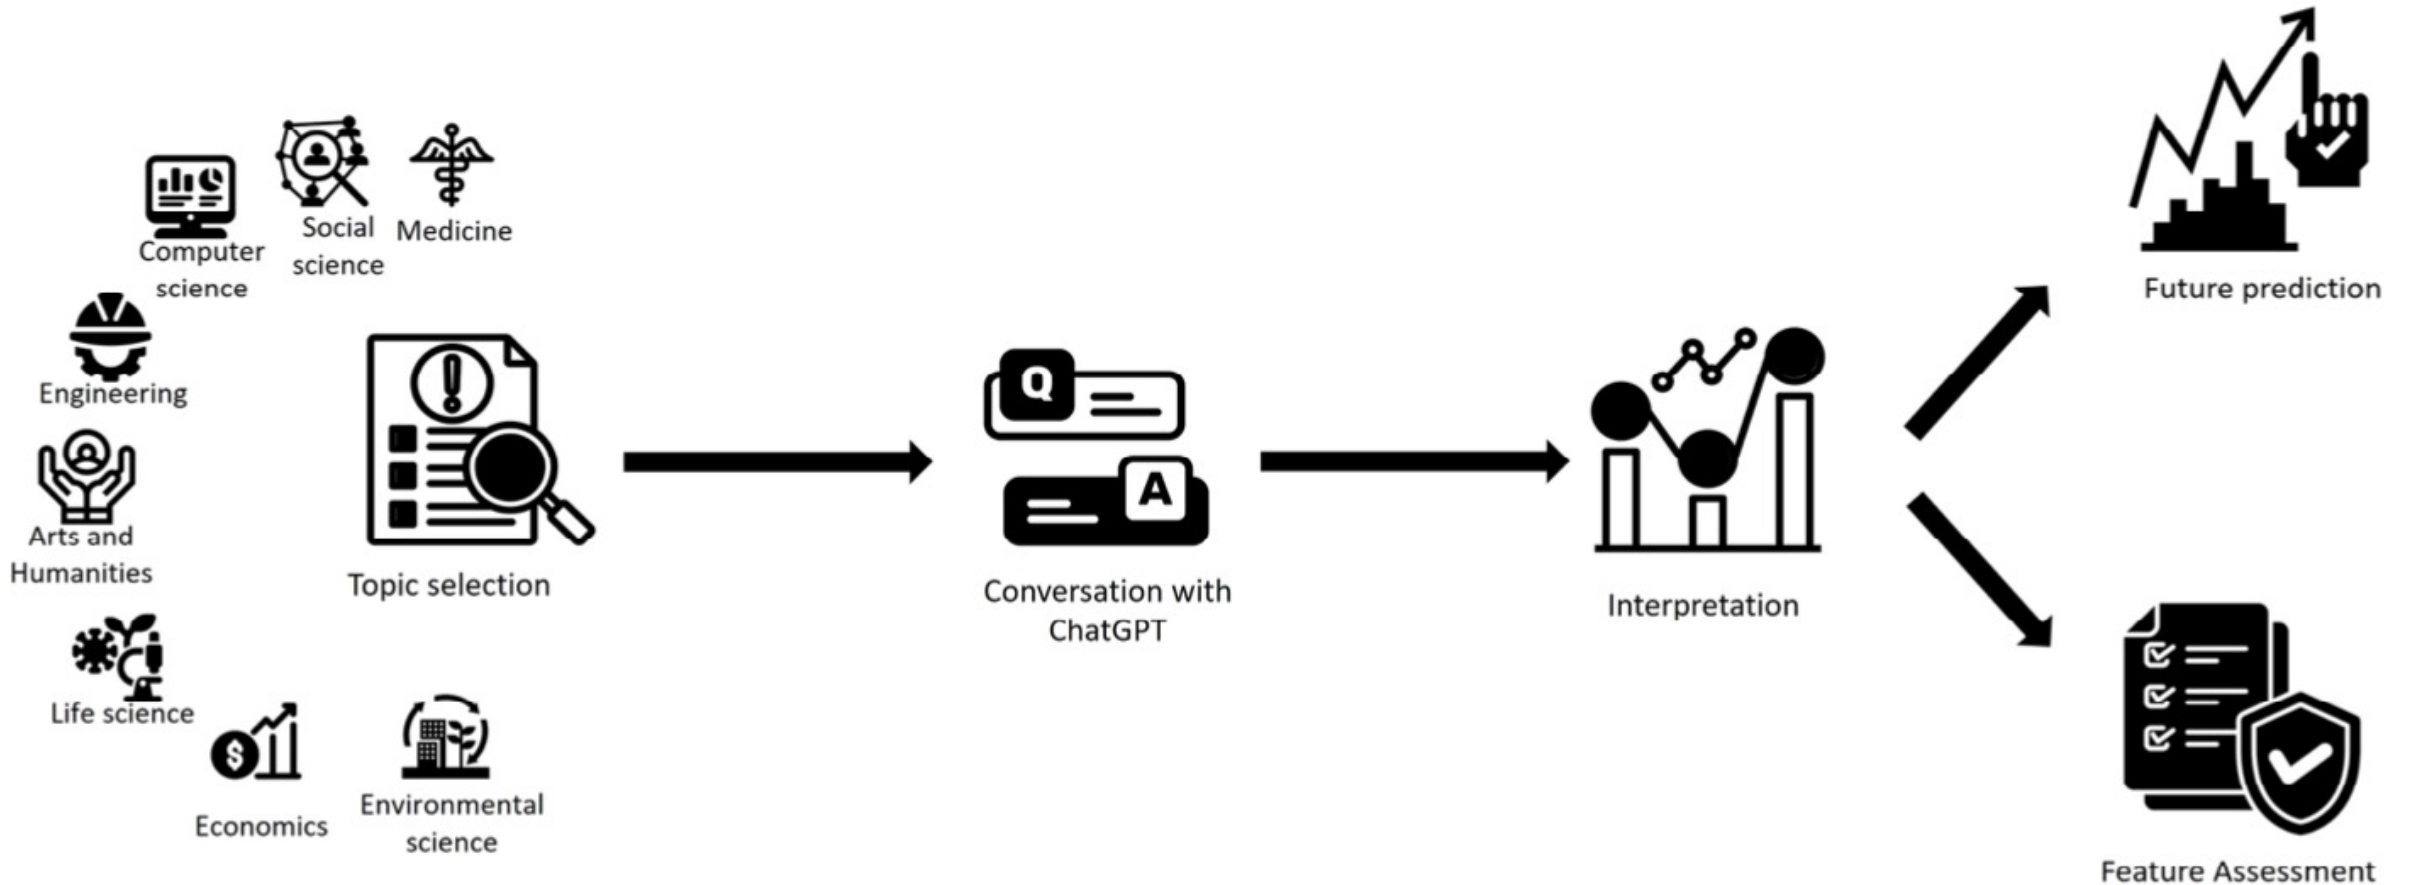 Computer
science
Social
science
Medicine
Engineering
Arts and
Humanities
Life science
Economics
Environmental
science
Topic selection
Q
A
Conversation with
ChatGPT
Interpretation
Future prediction
Feature Assessment